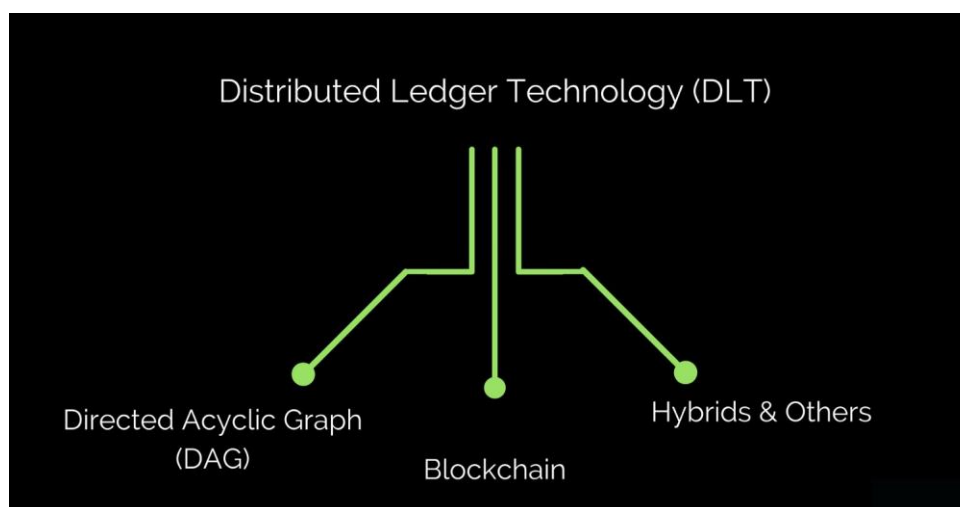 Distributed Ledger Technology (DLT)
Directed Acyclic Graph
(DAG)
Blockchain
Hybrids & Others